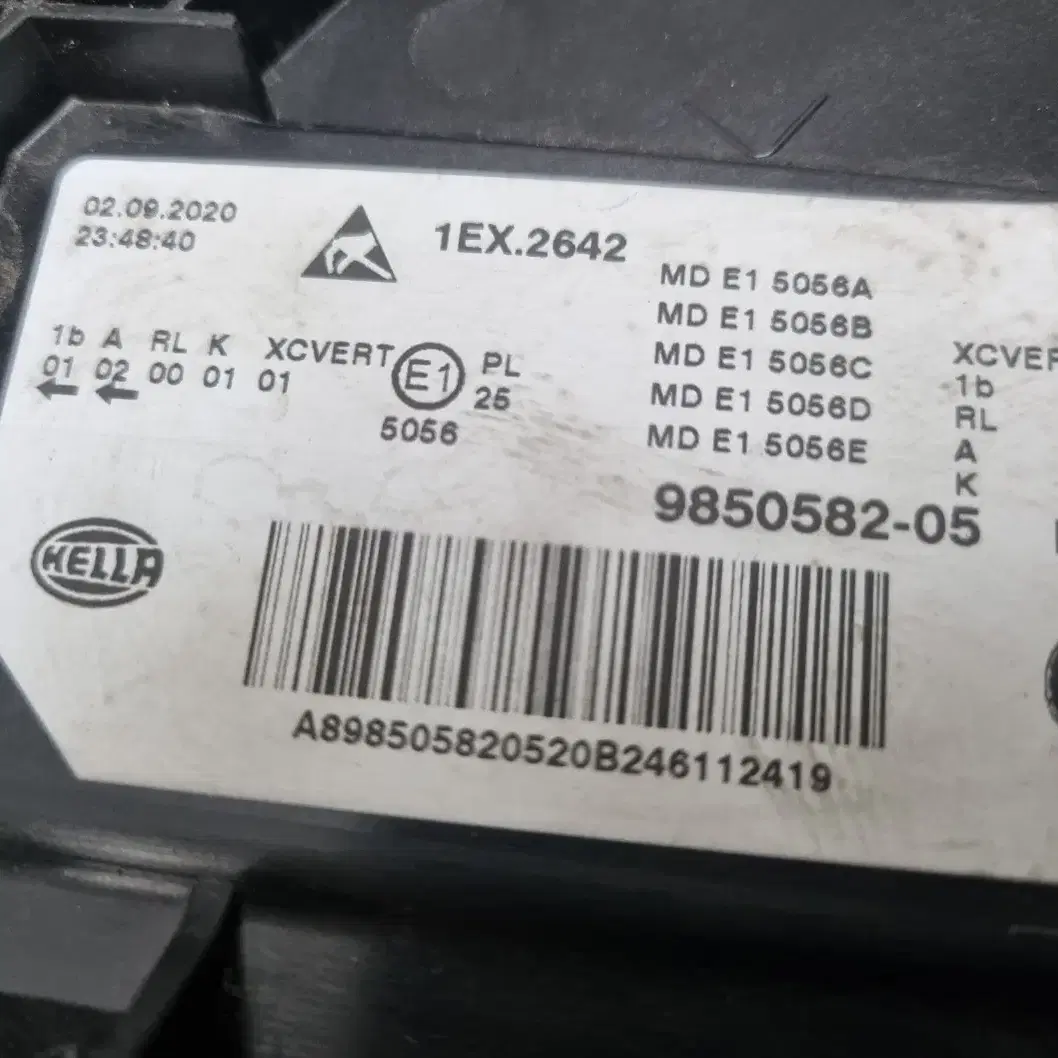 02.09.2020
23:48:40
1EX.2642
MD E1 5056A
MD E1 5056B
MD E1 5056C
MD E1 5056D
MD E1 5056E
1b A RL K XCVERT
01 02 00 01 01
E1
PL
25
5056
1b
RL
A
K
9850582-05
HELLA
A898505820520B246112419